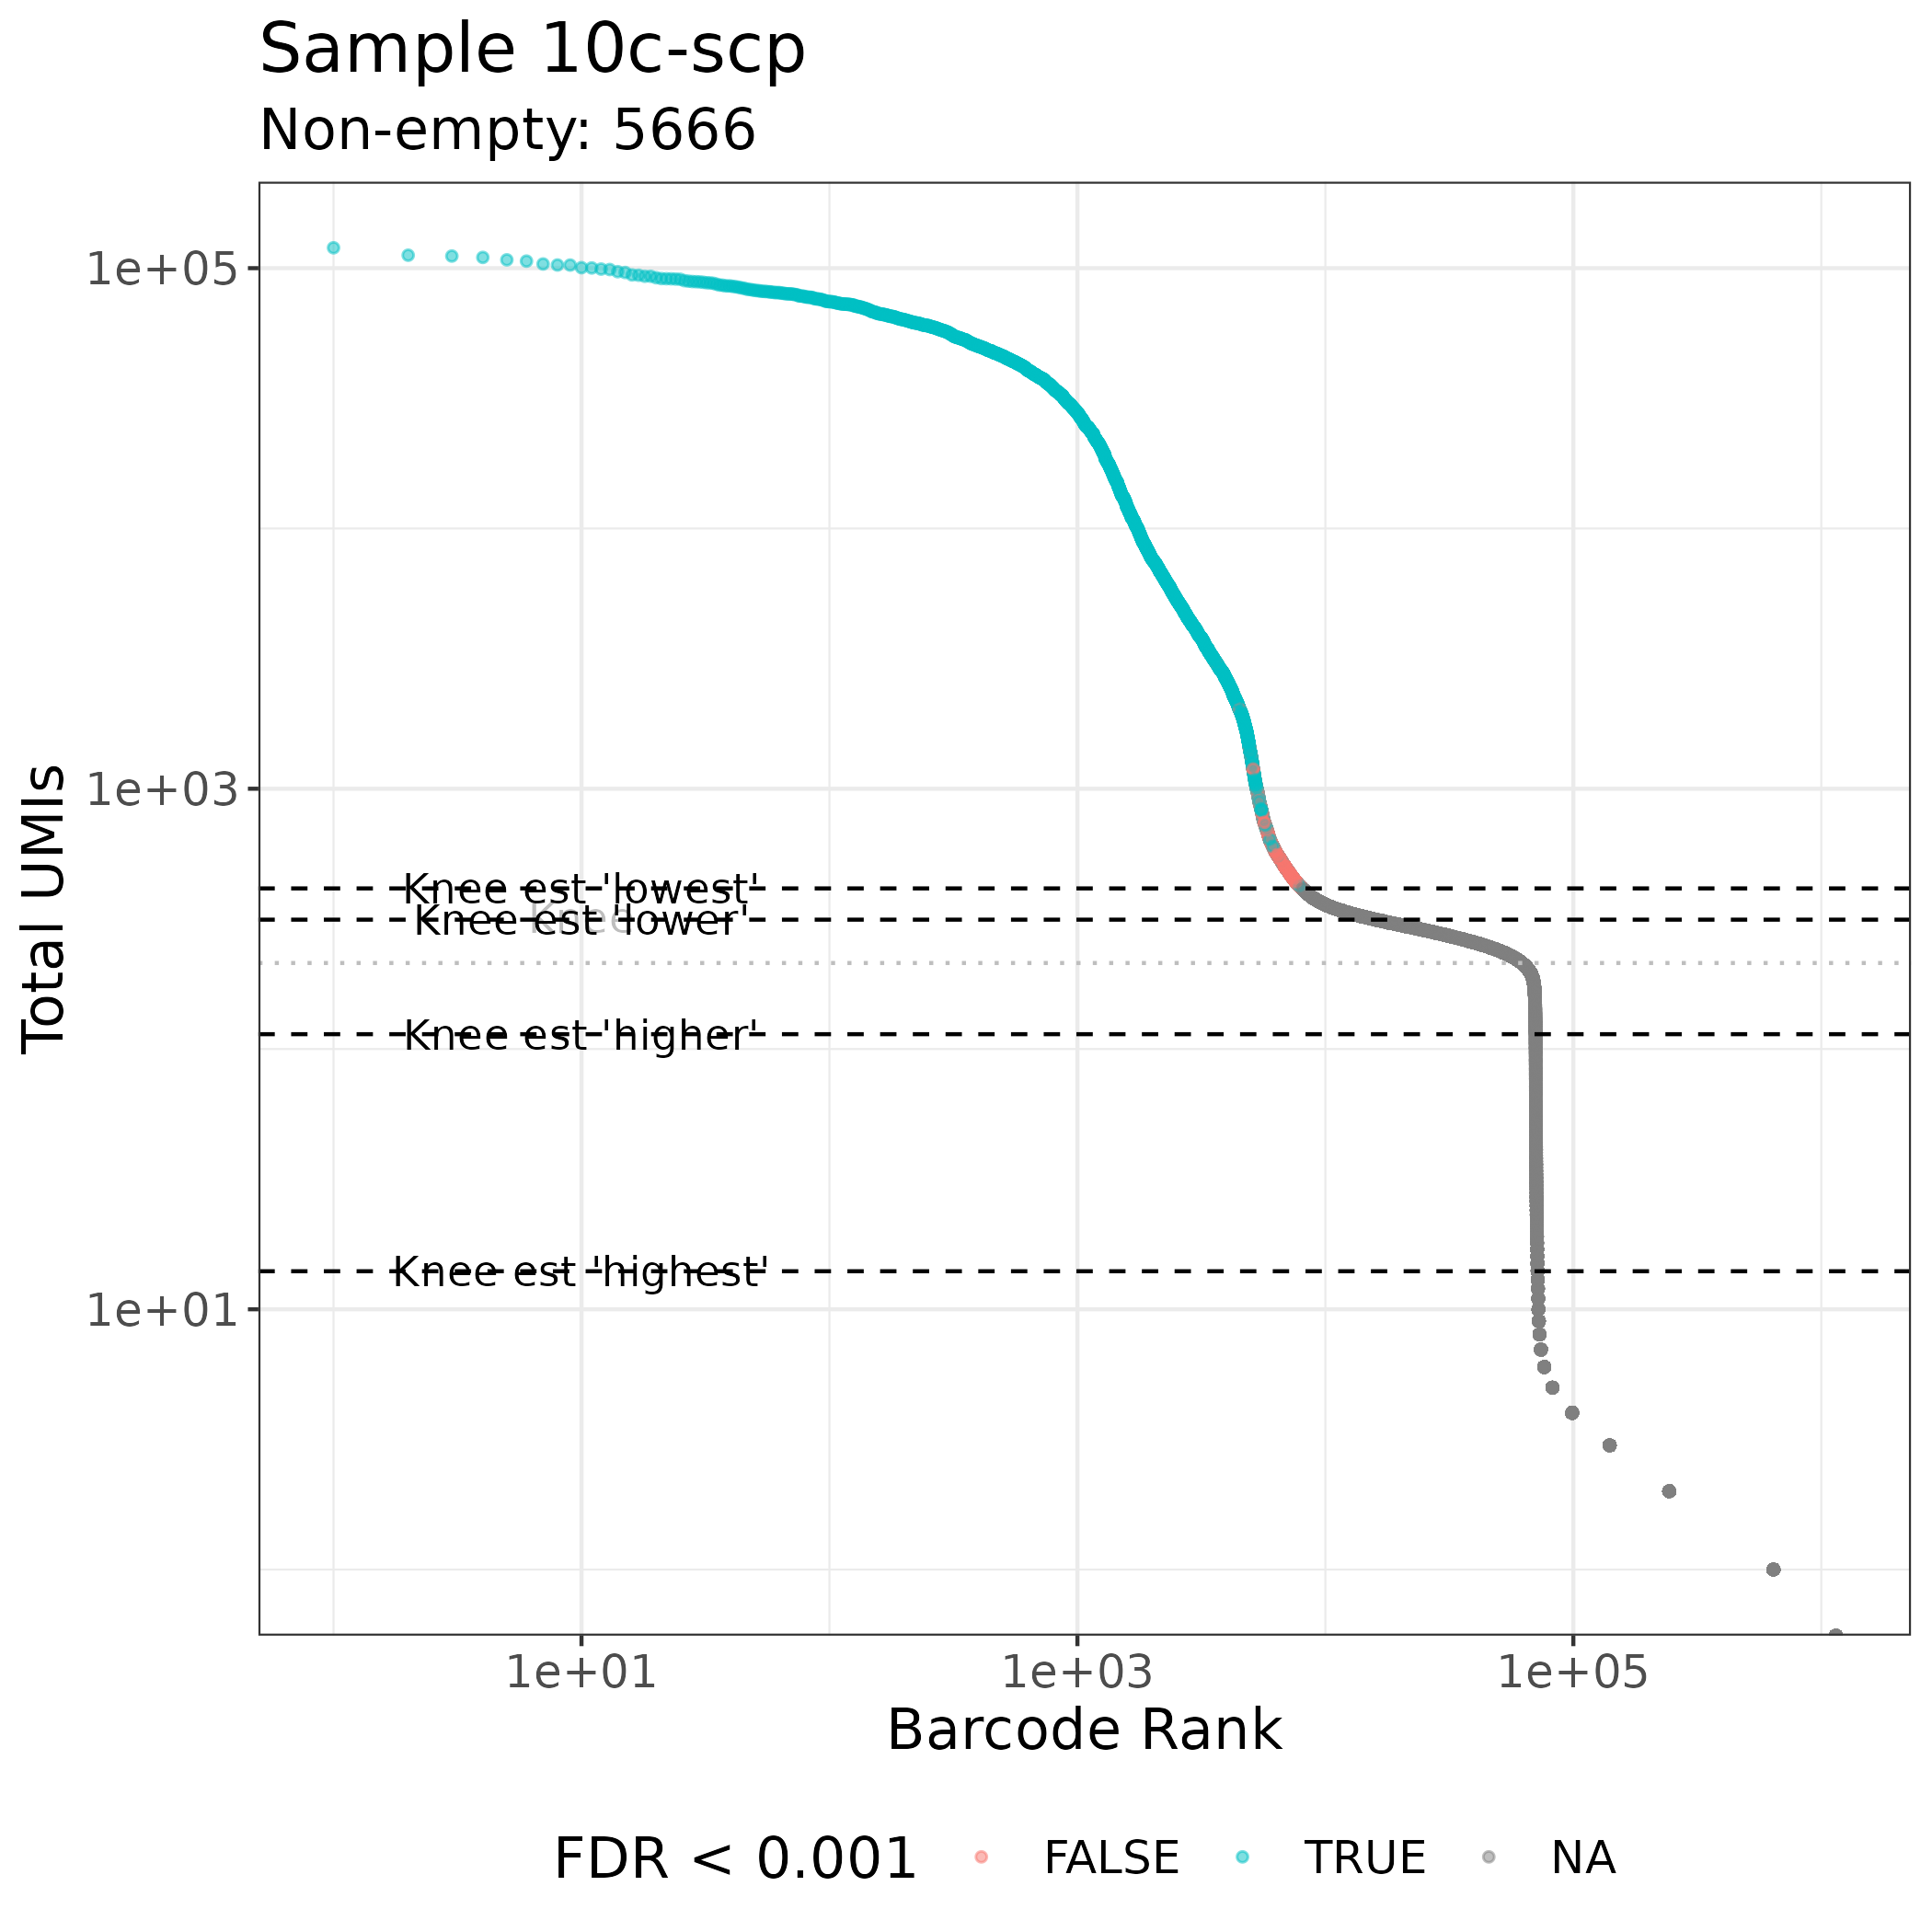 Sample 10c-scp
Non-empty: 5666
Total UMIs
1e+05
1e+03
Knee est 'lowest'
Knee
Knee est 'lower'
Knee est 'higher'
Knee est 'highest'
1e+01
1e+01 1e+03 1e+05
Barcode Rank
FDR < 0.001 FALSE TRUE NA